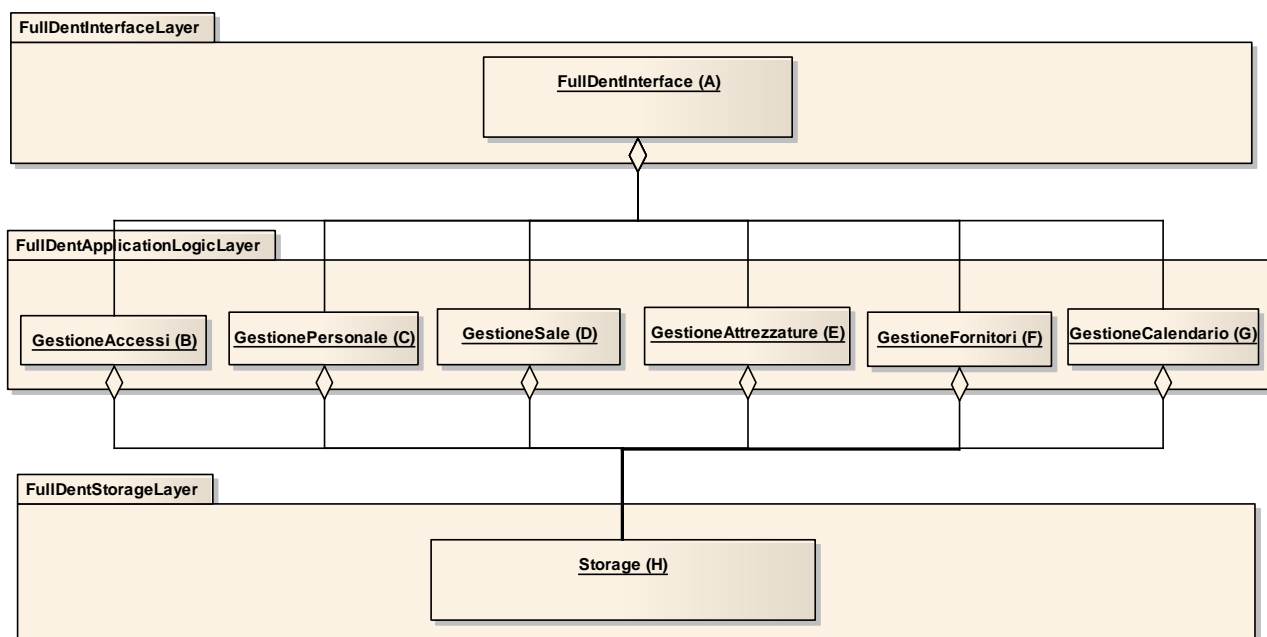 FullDentInterfaceLayer
FullDentInterface (A)
FullDentApplicationLogicLayer
GestioneAccessi (B)
GestionePersonale (C)
GestioneSale (D)
GestioneAttrezzature (E)
GestioneFornitori (F)
GestioneCalendario (G)
FullDentStorageLayer
Storage (H)